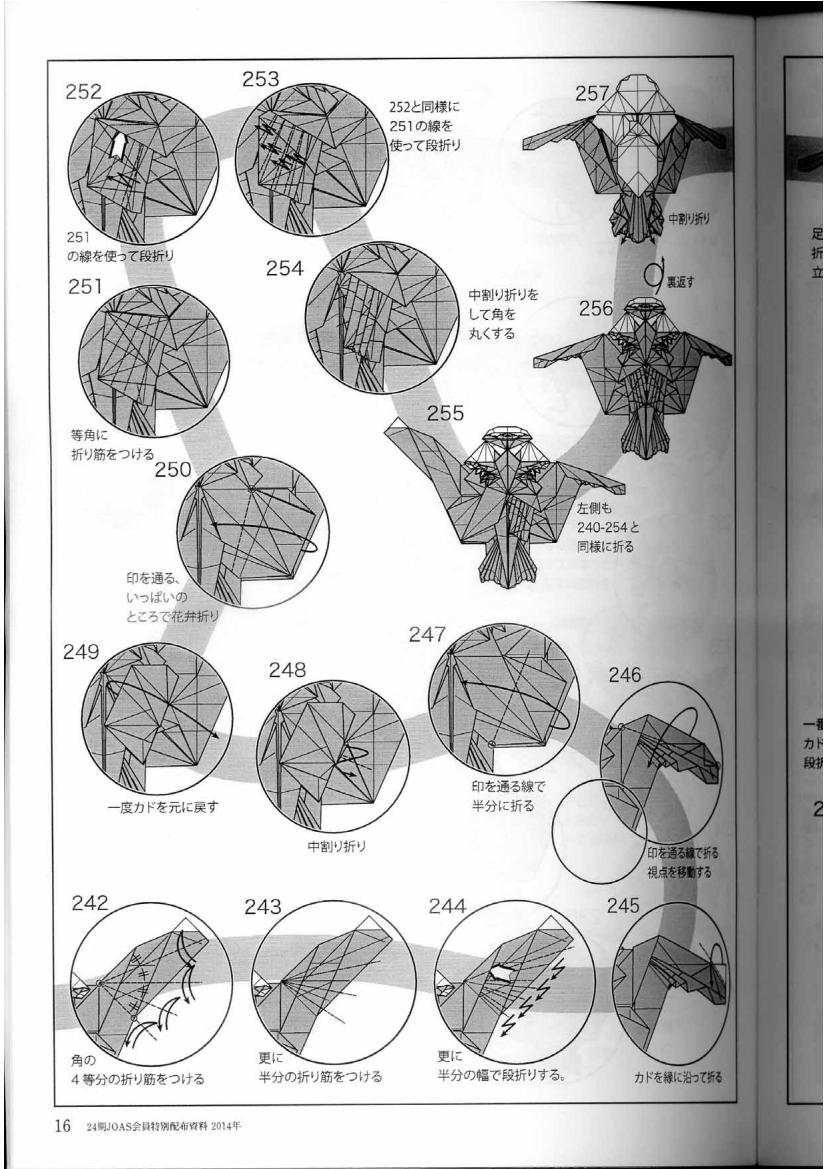 252
251
の線を使って段折り
253
252と同様に
251の線を
使って段折り
257
中割り折り
裏返す
256
251
等角に
折り筋をつける
254
中割り折りを
して角を
丸くする
255
左側も
240-254と
同様に折る
250
印を通る、
いっぱいの
ところで花弁折り
249
一度カドを元に戻す
248
中割り折り
247
印を通る線で
半分に折る
246
印を通る線で折る
視点を移動する
242
角の
4等分の折り筋をつける
243
更に
半分の折り筋をつける
244
更に
半分の幅で段折りする。
245
カドを縁に沿って折る
16 24期JOAS会員特別配布資料 2014年
足
折
立
カド
段折
2